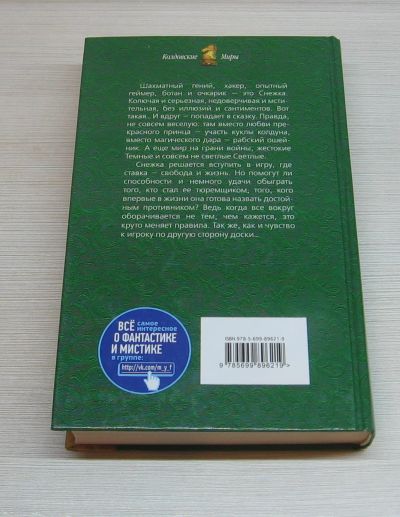 Колдовские Миры
Шахматный гений, хакер, опытный
геймер, ботан и очкарик — это Снежка.
Колючая и серьезная, недоверчивая и мсти-
тельная, без иллюзий и сантиментов. Вот
такая.. И вдруг — попадает в сказку. Правда,
не совсем веселую: там вместо любви пре-
красного принца — участь куклы колдуна,
вместо магического дара — рабский ошей-
ник. А еще мир на грани войны, жестокие
Темные и совсем не светлые Светлые.
Снежка решается вступить в игру, где
ставка — свобода и жизнь. Но помогут ли
способности и немного удачи обыграть
того, кто стал ее тюремщиком, того, кого
впервые в жизни она готова назвать достой-
ным противником? Ведь когда все вокруг
оборачивается не тем, чем кажется, это
круто меняет правила. Так же, как и чувство
к игроку по другую сторону доски...
ВСЁ самое интересное
О ФАНТАСТИКЕ
И МИСТИКЕ
в группе:
http://vk.com/m_y_f
ISBN 978-5-699-89621-9
9 785699 896219 >